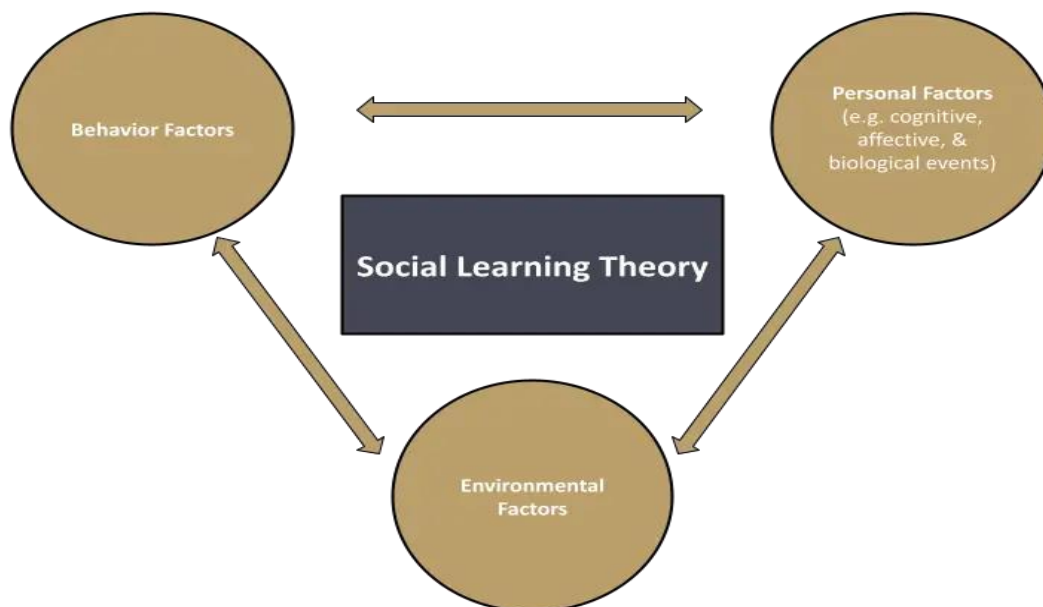 Behavior Factors
Personal Factors
(e.g. cognitive,
affective, &
biological events)
Social Learning Theory
Environmental
Factors